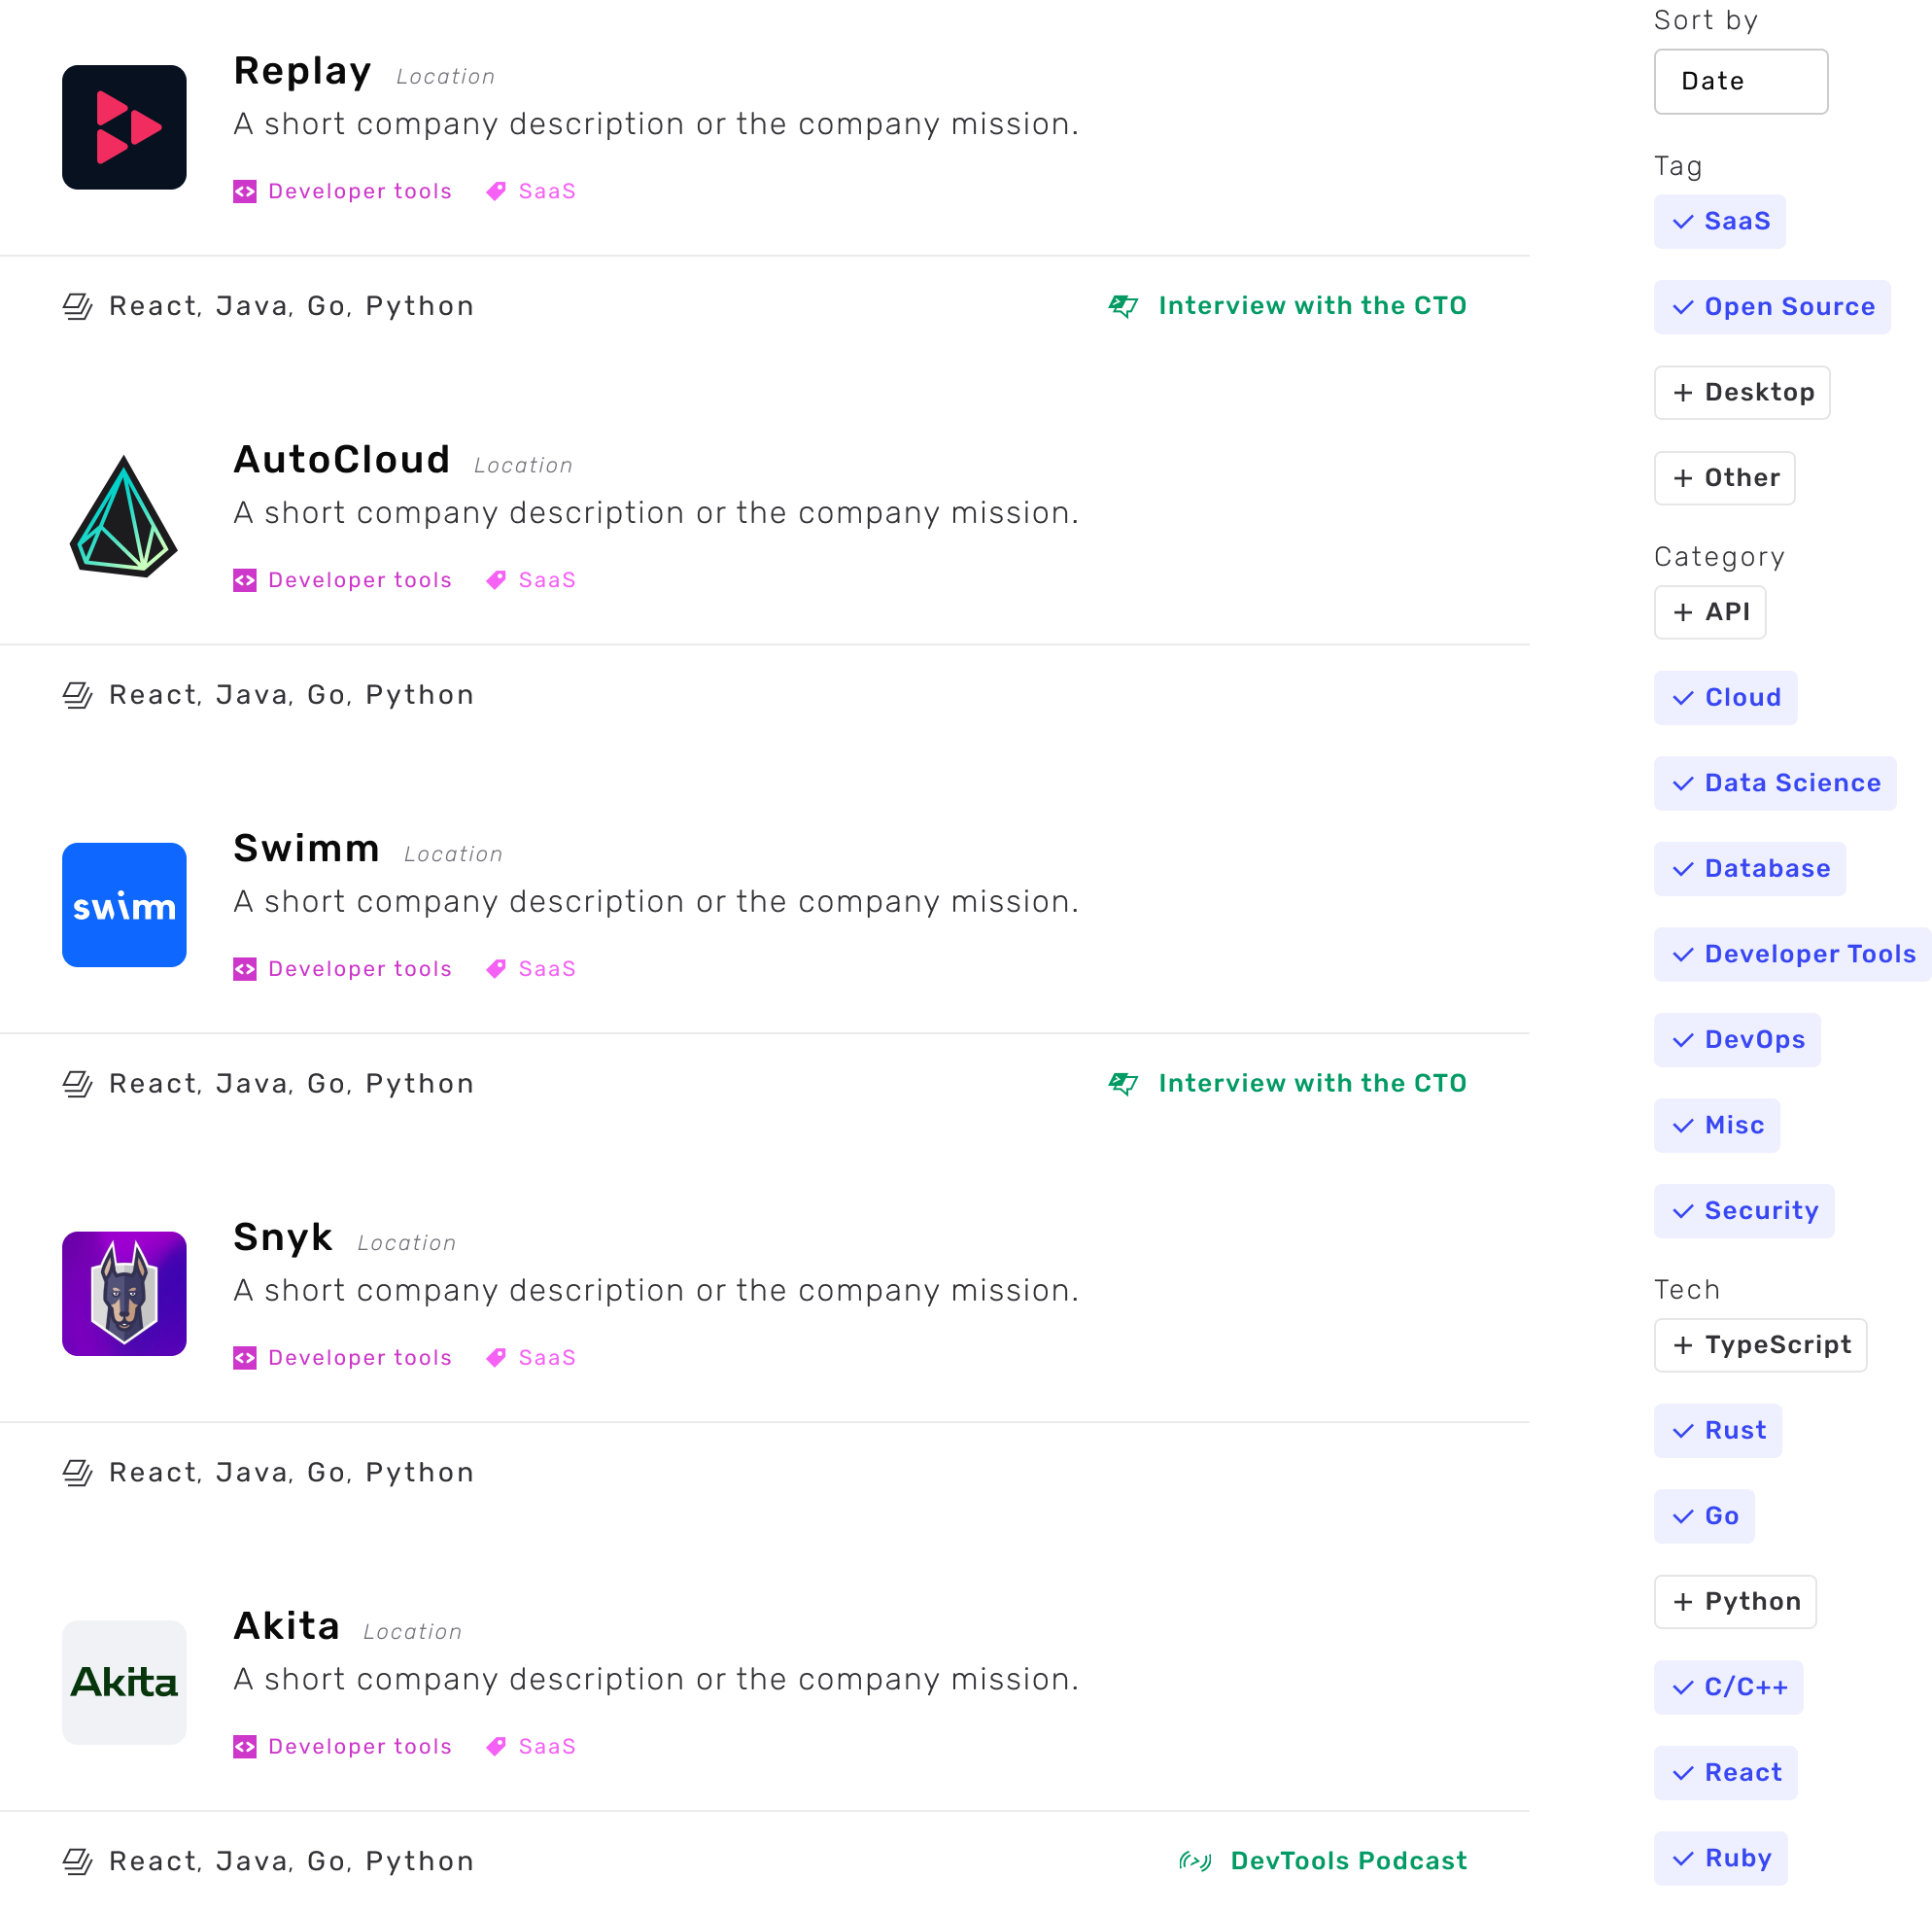 Replay Location
A short company description or the company mission.
Developer tools SaaS
React, Java, Go, Python Interview with the CTO
AutoCloud Location
A short company description or the company mission.
Developer tools SaaS
React, Java, Go, Python
swimm
Swimm Location
A short company description or the company mission.
Developer tools SaaS
React, Java, Go, Python Interview with the CTO
Snyk Location
A short company description or the company mission.
Developer tools SaaS
React, Java, Go, Python
Akita
Akita Location
A short company description or the company mission.
Developer tools SaaS
React, Java, Go, Python DevTools Podcast
Sort by
Date
Tag
SaaS
Open Source
Desktop
Other
Category
API
Cloud
Data Science
Database
Developer Tools
DevOps
Misc
Security
Tech
TypeScript
Rust
Go
Python
C/C++
React
Ruby